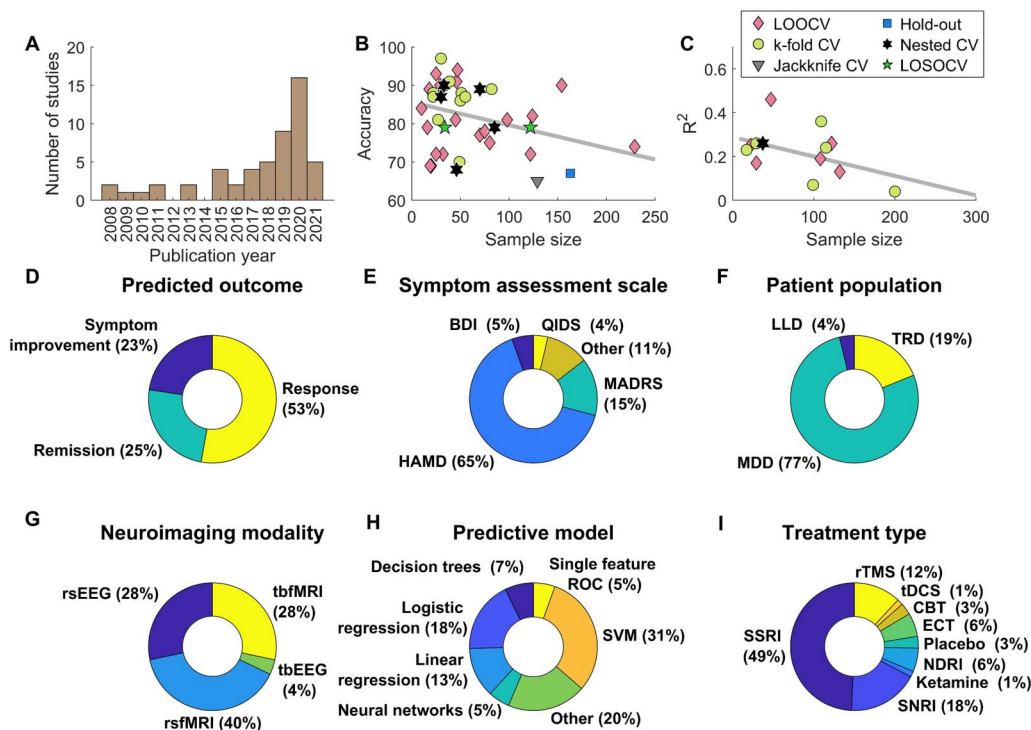 A
Number of studies
20
15
10
5
0
2008
2009
2010
2011
2012
2013
2014
2015
2016
2017
2018
2019
2020
2021
Publication year
B
Accuracy
100
90
80
70
60
0
50
100
150
200
250
Sample size
C
LOOCV
k-fold CV
Jackknife CV
Hold-out
Nested CV
LOSOCV
R²
0.6
0.4
0.2
0
0
100
200
300
Sample size
D
Predicted outcome
Symptom
improvement (23%)
Response
(53%)
Remission (25%)
E
Symptom assessment scale
BDI (5%)
QIDS (4%)
Other (11%)
MADRS
(15%)
HAMD (65%)
F
Patient population
LLD (4%)
TRD (19%)
MDD (77%)
G
Neuroimaging modality
rsEEG (28%)
tbfMRI
(28%)
tbEEG
(4%)
rsfMRI (40%)
H
Predictive model
Decision trees (7%)
Single feature
ROC (5%)
Logistic
regression (18%)
SVM (31%)
Linear
regression (13%)
Neural networks (5%)
Other (20%)
I
Treatment type
rTMS (12%)
tDCS (1%)
CBT (3%)
ECT (6%)
Placebo (3%)
NDRI (6%)
Ketamine (1%)
SNRI (18%)
SSRI
(49%)